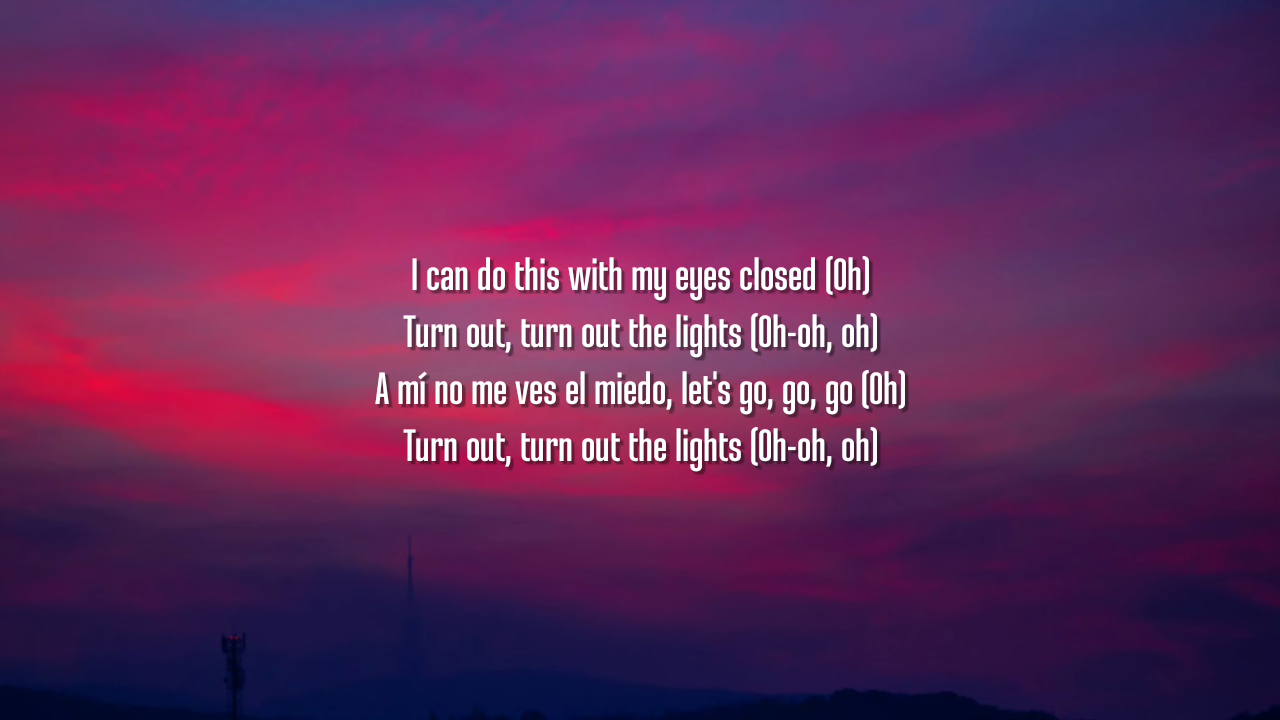 I can do this with my eyes closed (Oh)
Turn out, turn out the lights (Oh-oh, oh)
A mí no me ves el miedo, let's go, go, go (Oh)
Turn out, turn out the lights (Oh-oh, oh)